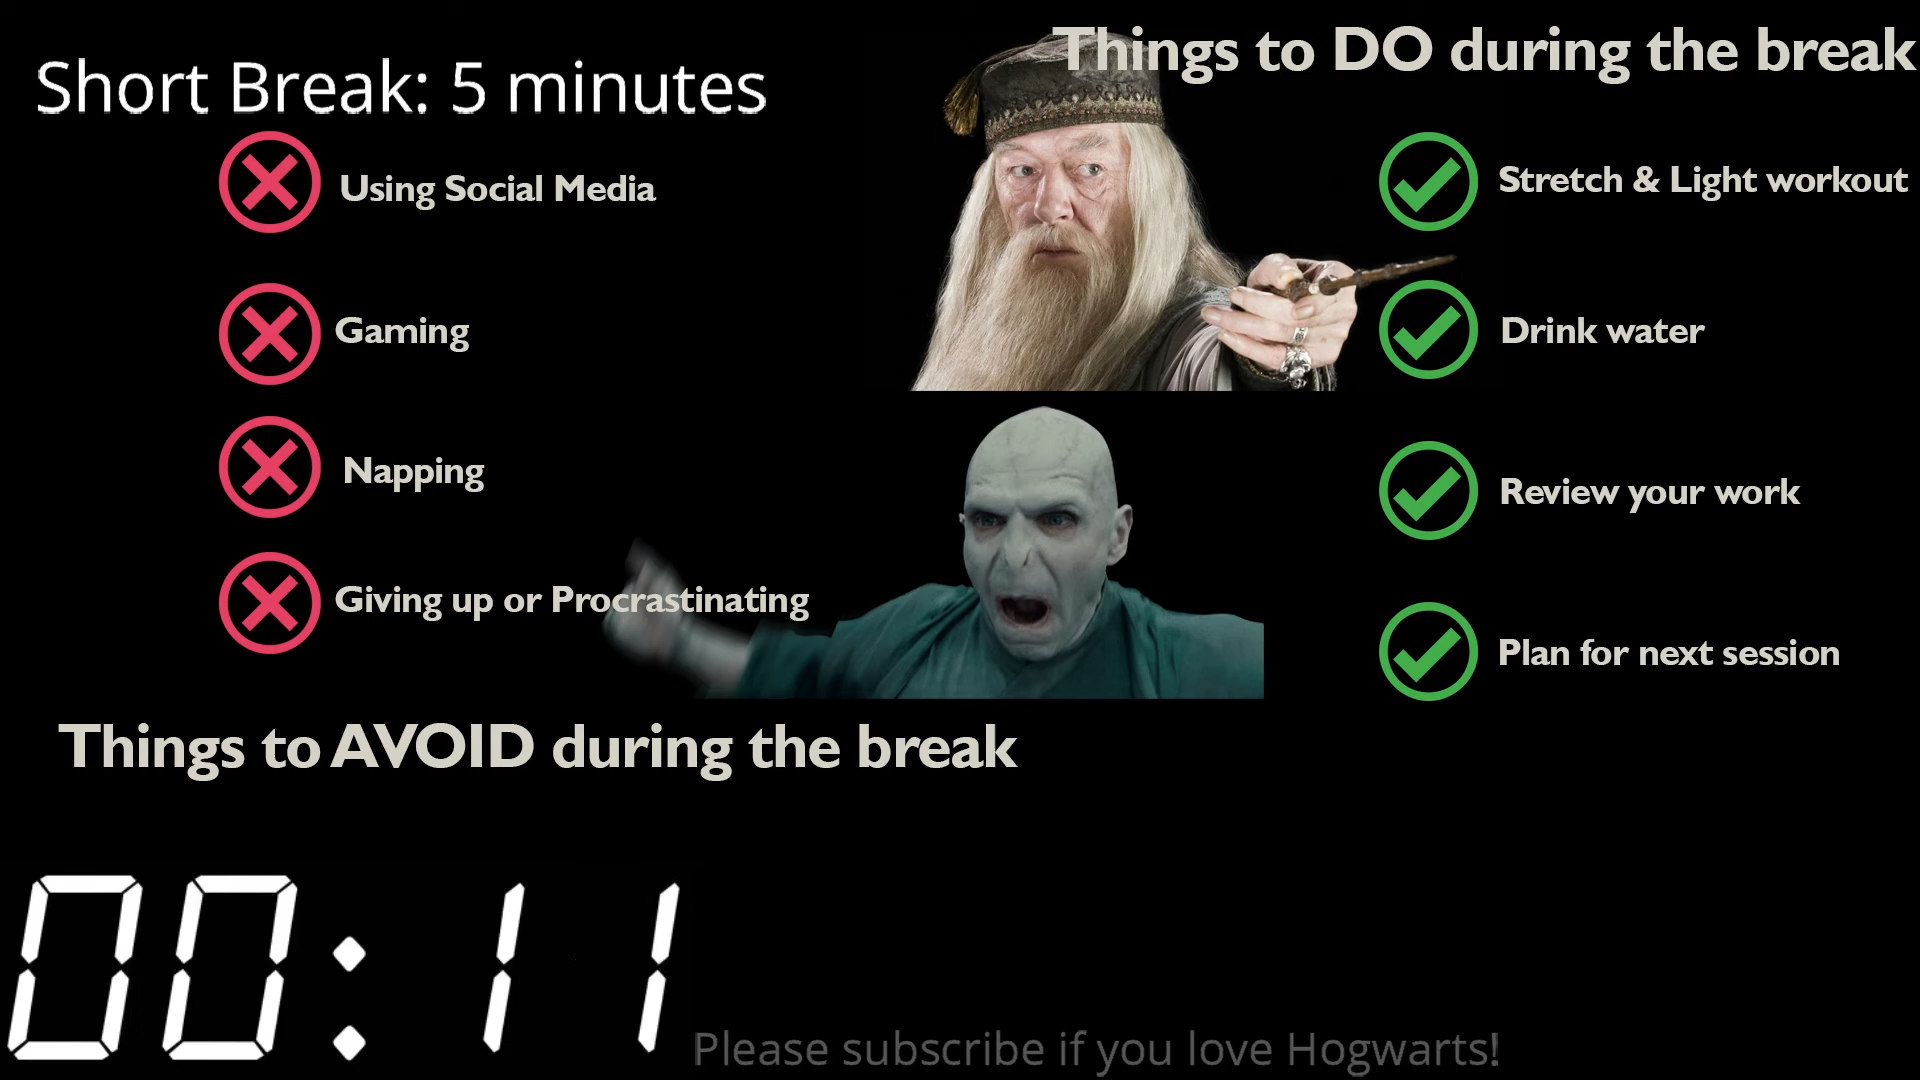 Short Break: 5 minutes
Using Social Media
Gaming
Napping
Giving up or Procrastinating
Things to AVOID during the break
Things to DO during the break
Stretch & Light workout
Drink water
Review your work
Plan for next session
00:11
Please subscribe if you love Hogwarts!